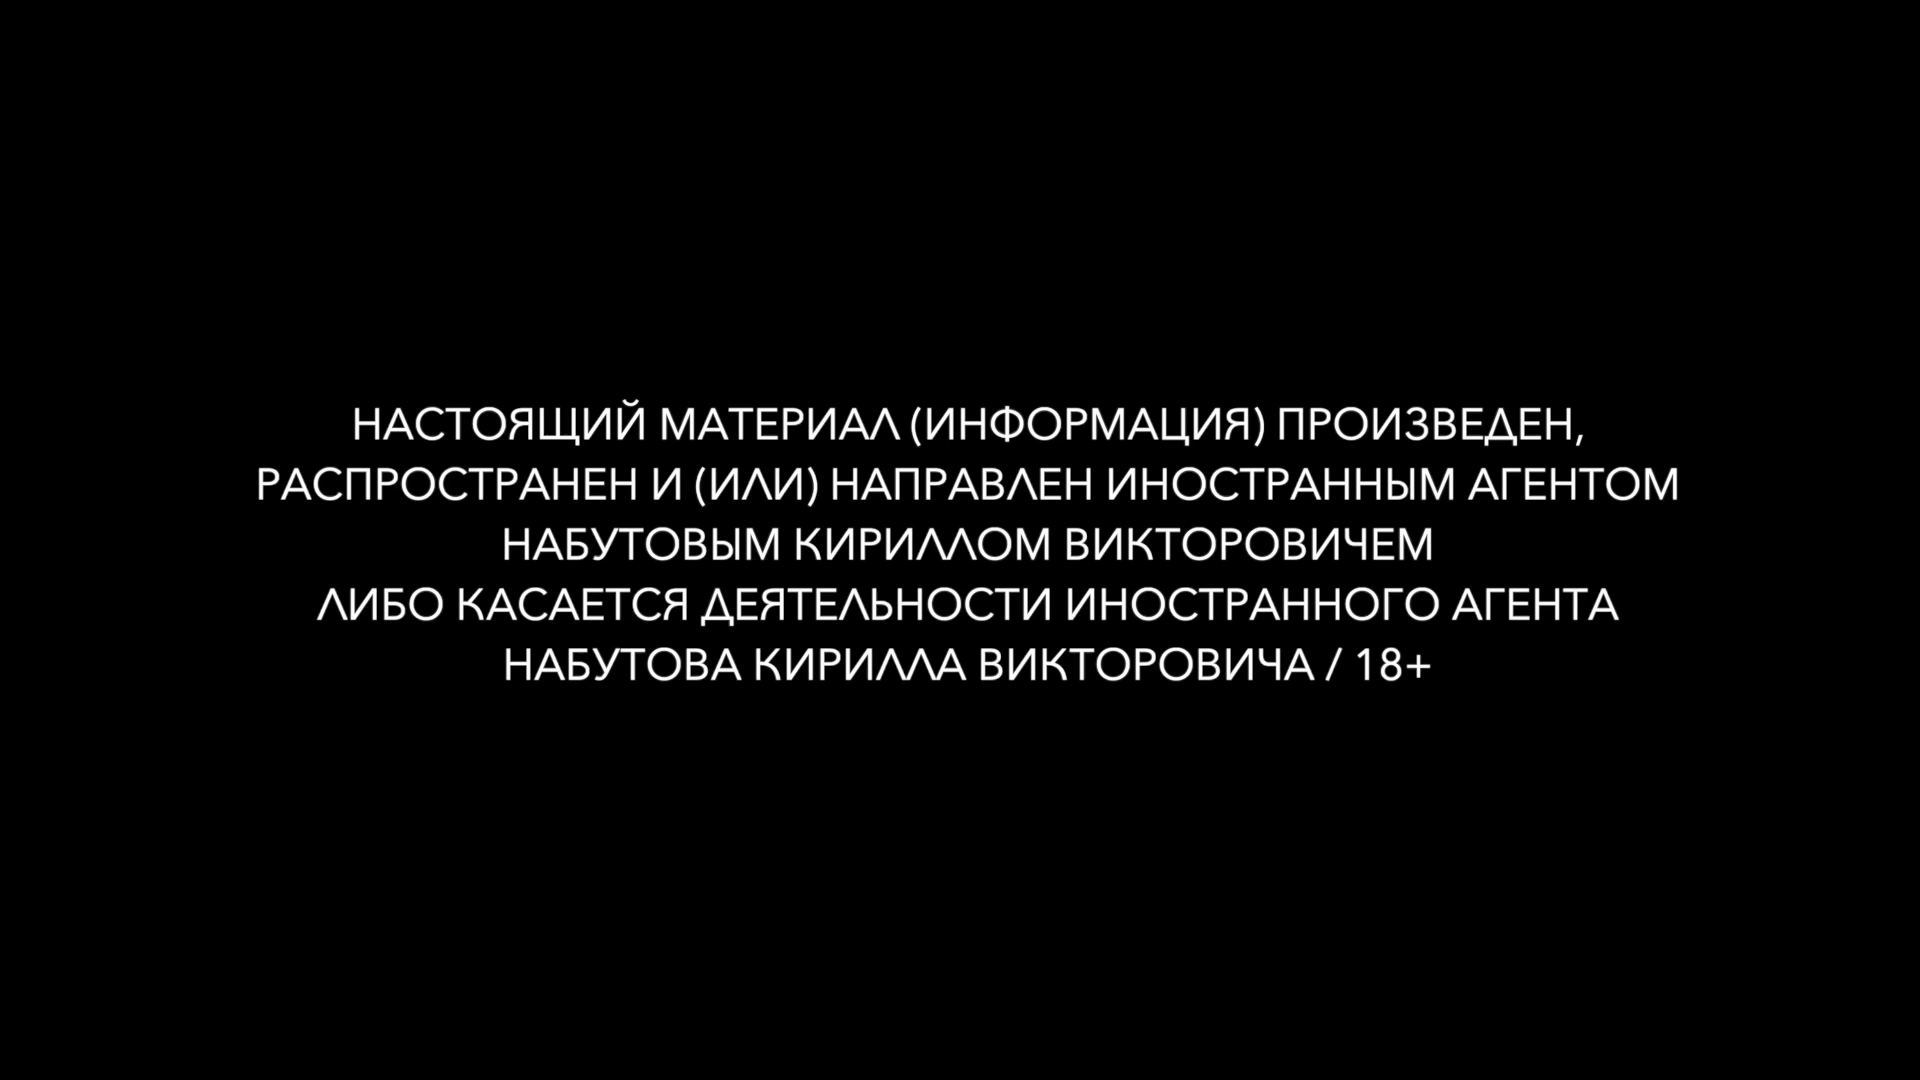 НАСТОЯЩИЙ МАТЕРИАЛ (ИНФОРМАЦИЯ) ПРОИЗВЕДЕН,
РАСПРОСТРАНЕН И (ИЛИ) НАПРАВЛЕН ИНОСТРАННЫМ АГЕНТОМ
НАБУТОВЫМ КИРИЛЛОМ ВИКТОРОВИЧЕМ
ЛИБО КАСАЕТСЯ ДЕЯТЕЛЬНОСТИ ИНОСТРАННОГО АГЕНТА
НАБУТОВА КИРИЛЛА ВИКТОРОВИЧА / 18+